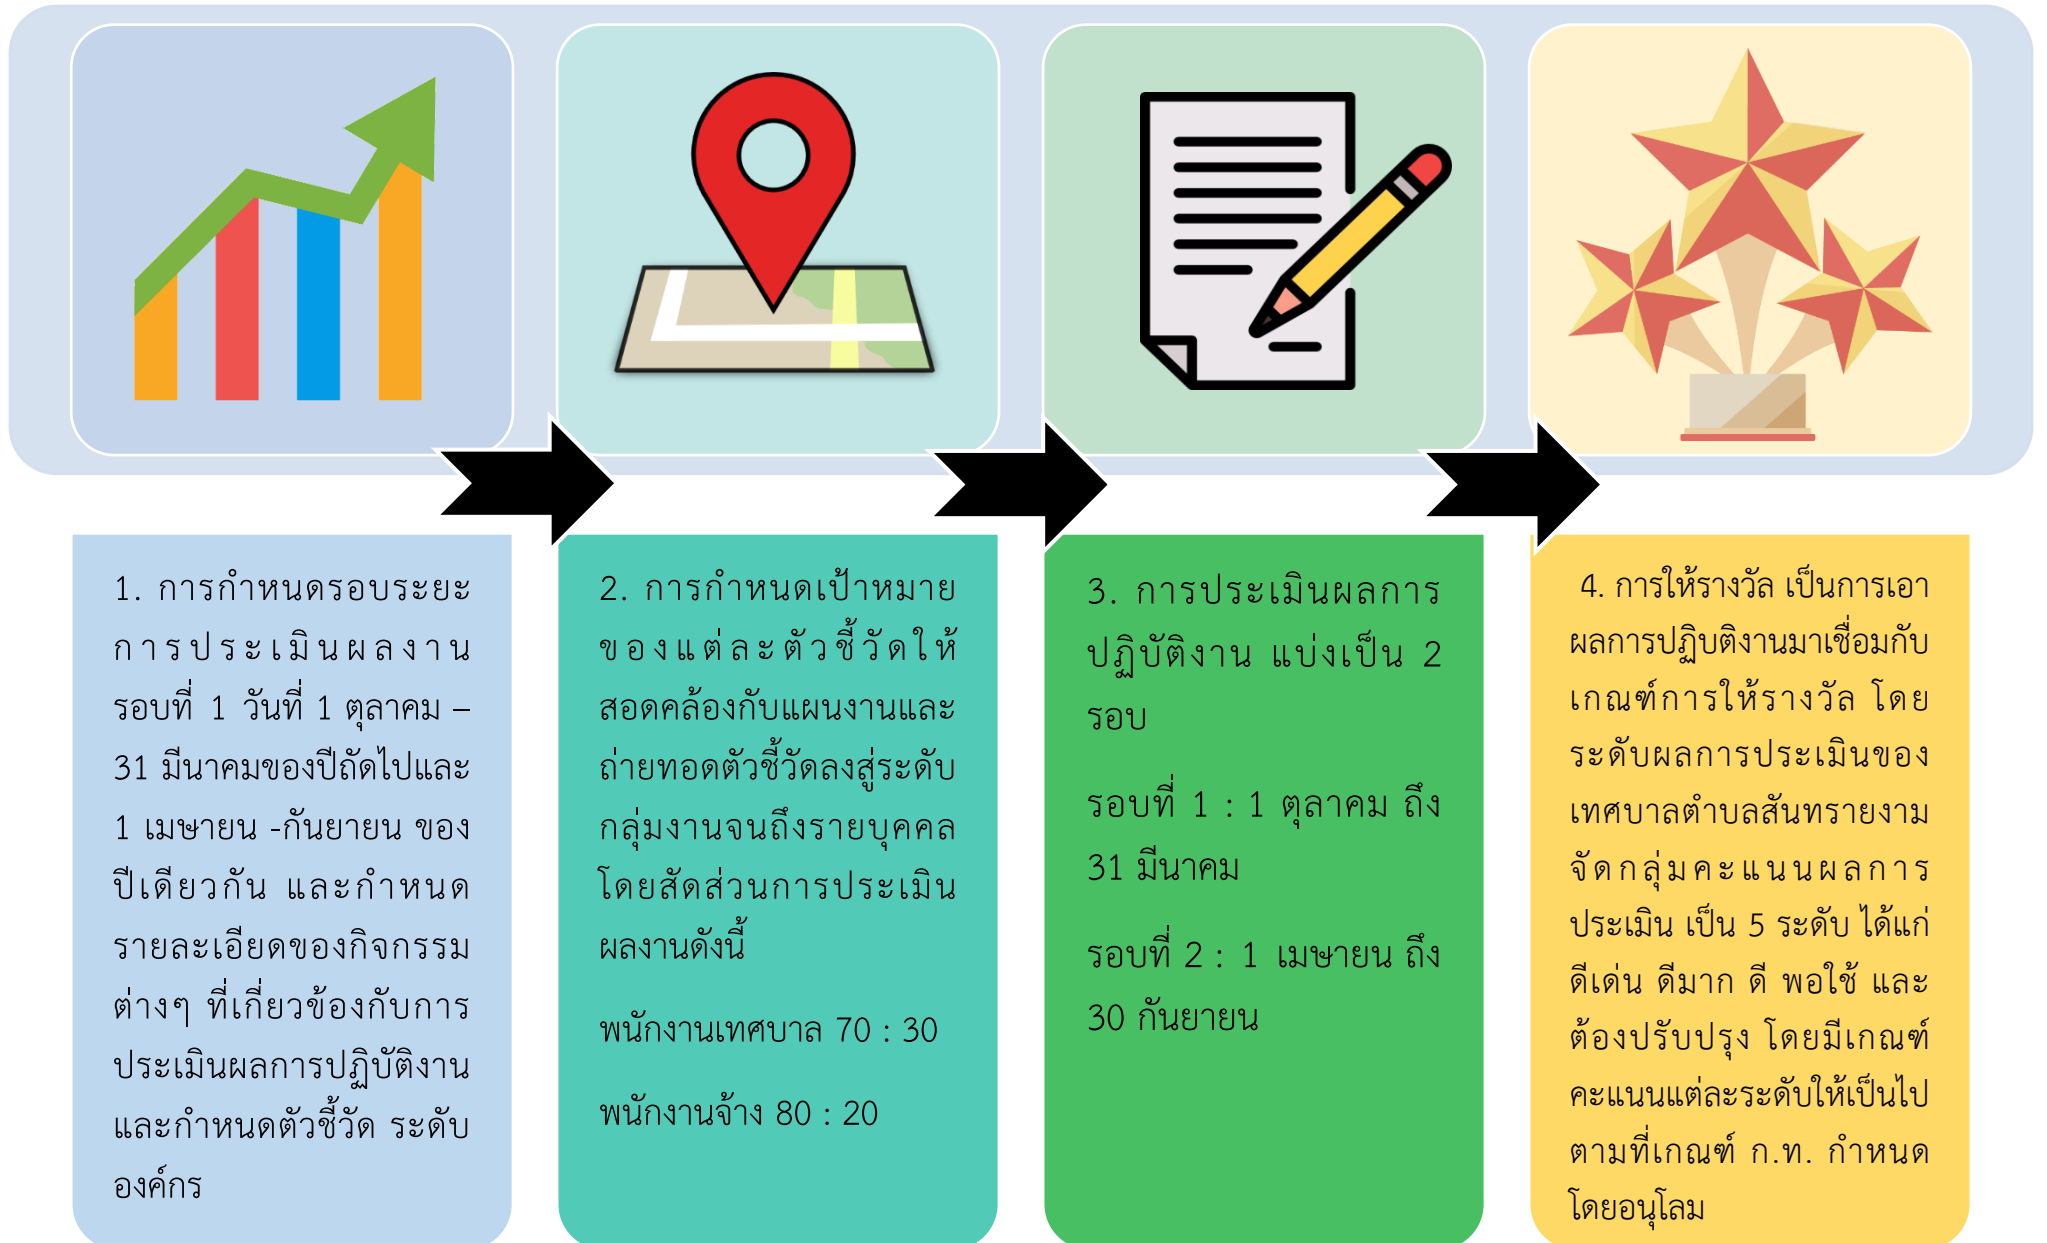 1. การกำหนดรอบระยะ
การประเมินผลงาน
รอบที่ 1 วันที่ 1 ตุลาคม –
31 มีนาคมของปีถัดไปและ
1 เมษายน -กันยายน ของ
ปีเดียวกัน และกำหนด
รายละเอียดของกิจกรรม
ต่างๆ ที่เกี่ยวข้องกับการ
ประเมินผลการปฏิบัติงาน
และกำหนดตัวชี้วัด ระดับ
องค์กร
2. การกำหนดเป้าหมาย
ของแต่ละตัวชี้วัดให้
สอดคล้องกับแผนงานและ
ถ่ายทอดตัวชี้วัดลงสู่ระดับ
กลุ่มงานจนถึงรายบุคคล
โดยสัดส่วนการประเมิน
ผลงานดังนี้
พนักงานเทศบาล 70 : 30
พนักงานจ้าง 80 : 20
3. การประเมินผลการ
ปฏิบัติงาน แบ่งเป็น 2
รอบ
รอบที่ 1 : 1 ตุลาคม ถึง
31 มีนาคม
รอบที่ 2 : 1 เมษายน ถึง
30 กันยายน
4. การให้รางวัล เป็นการเอา
ผลการปฏิบติงานมาเชื่อมกับ
เกณฑ์การให้รางวัล โดย
ระดับผลการประเมินของ
เทศบาลตำบลสันทรายงาม
จัดกลุ่มคะแนนผลการ
ประเมิน เป็น 5 ระดับ ได้แก่
ดีเด่น ดีมาก ดี พอใช้ และ
ต้องปรับปรุง โดยมีเกณฑ์
คะแนนแต่ละระดับให้เป็นไป
ตามที่เกณฑ์ ก.ท. กำหนด
โดยอนุโลม